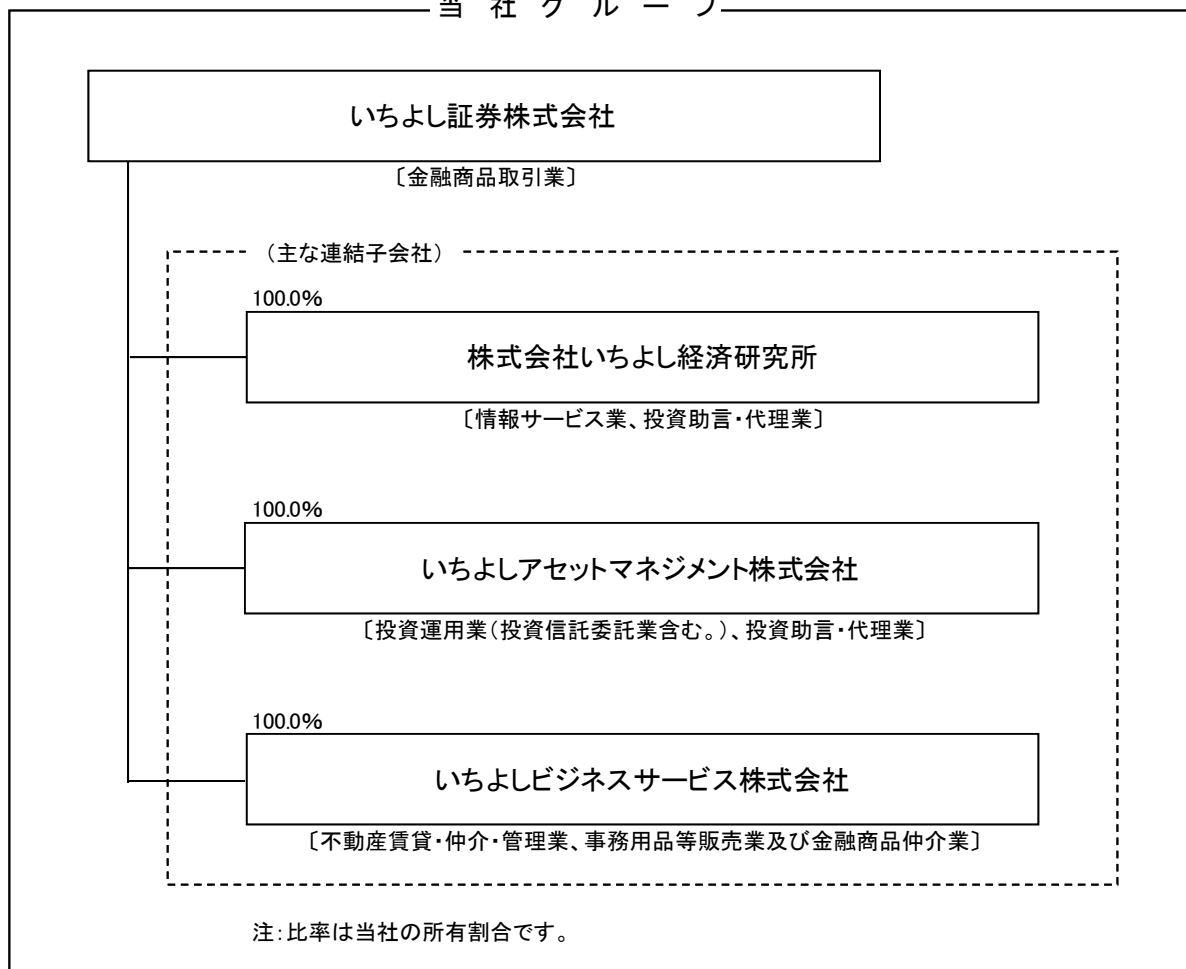 当 社 グ ル ー プ
いちよし証券株式会社
〔金融商品取引業〕
(主な連結子会社)
100.0%
株式会社いちよし経済研究所
〔情報サービス業、投資助言・代理業〕
100.0%
いちよしアセットマネジメント株式会社
〔投資運用業(投資信託委託業含む。)、投資助言・代理業〕
100.0%
いちよしビジネスサービス株式会社
〔不動産賃貸・仲介・管理業、事務用品等販売業及び金融商品仲介業〕
注:比率は当社の所有割合です。